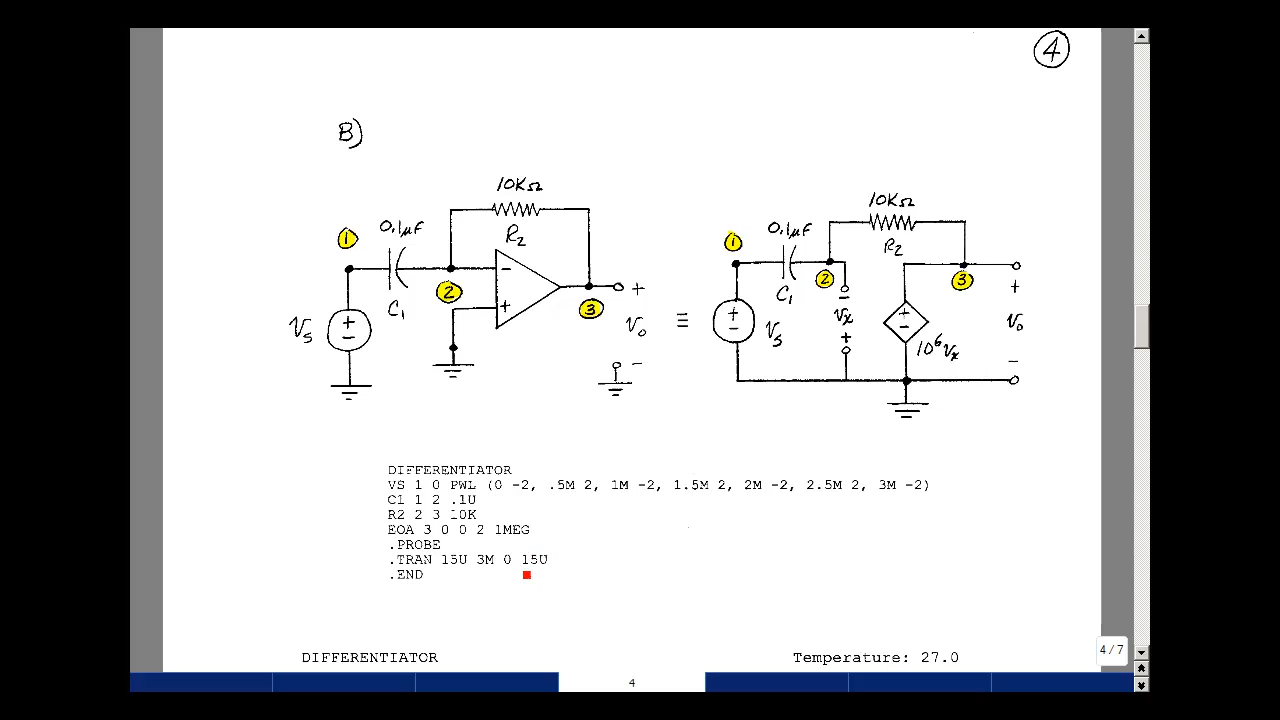 4
B)
10KΩ
R2
0.1μF
1
C1
2
3
Vs
+
−
−
+
+
Vo
−
≡
10KΩ
R2
0.1μF
1
C1
2
3
+
−
Vs
−
Vx
+
+
−
10^6 Vx
+
Vo
−
DIFFERENTIATOR
VS 1 0 PWL (0 -2, .5M 2, 1M -2, 1.5M 2, 2M -2, 2.5M 2, 3M -2)
C1 1 2 .1U
R2 2 3 10K
EOA 3 0 0 2 1MEG
.PROBE
.TRAN 15U 3M 0 15U
.END
DIFFERENTIATOR Temperature: 27.0
4/7
4